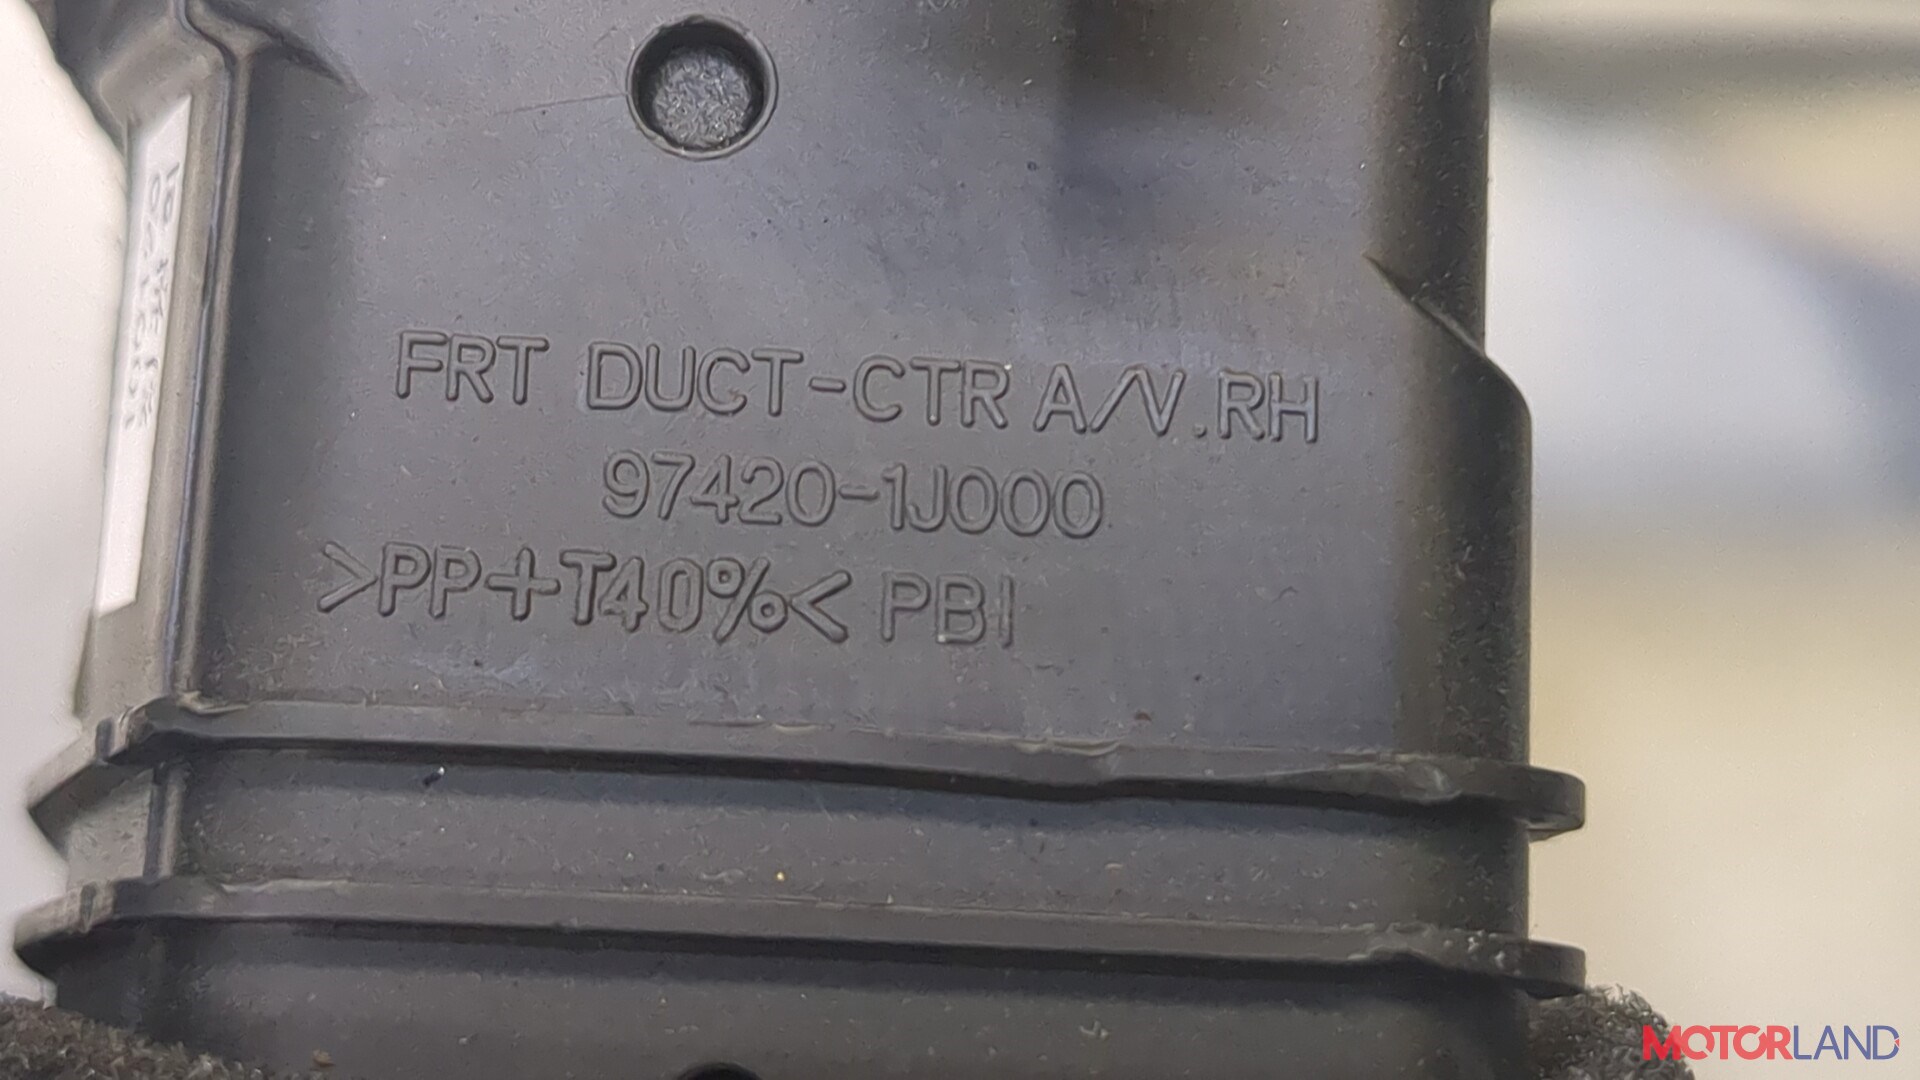 FRT DUCT-CTR A/V.RH
97420-1J000
>PP+T40%< PBI
MOTORLAND